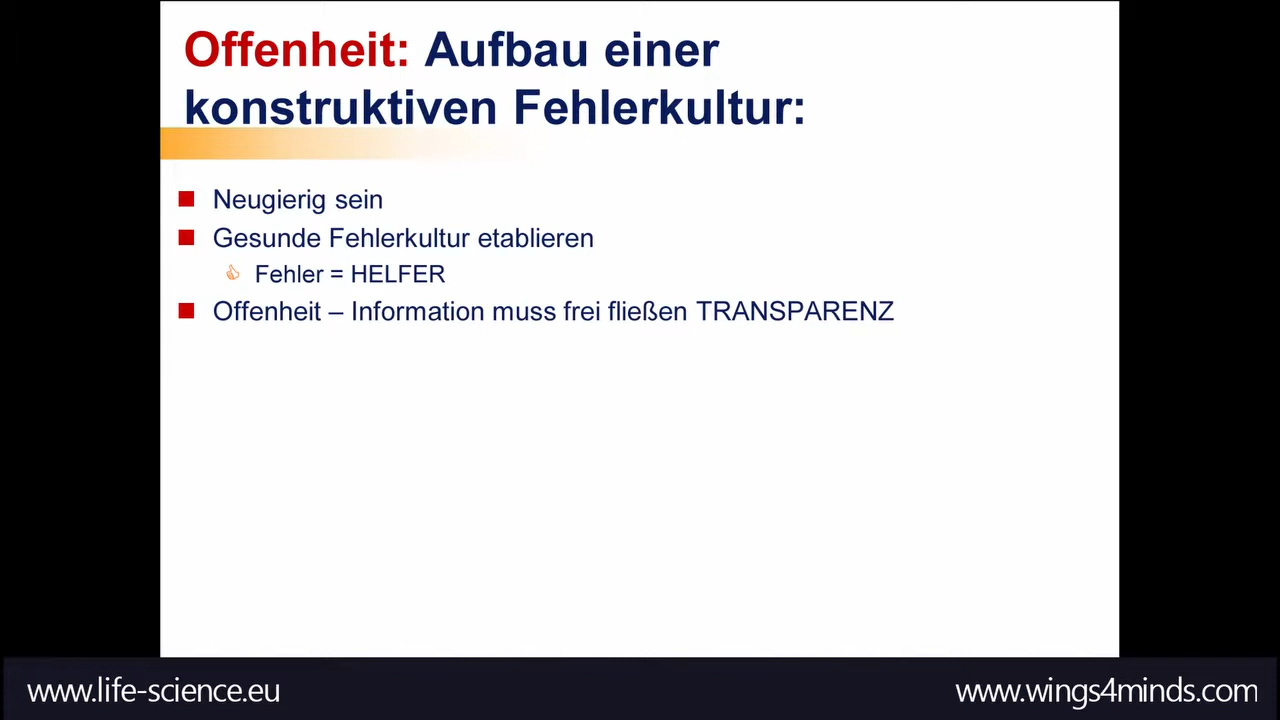 Offenheit: Aufbau einer
konstruktiven Fehlerkultur:
Neugierig sein
Gesunde Fehlerkultur etablieren
Fehler = HELFER
Offenheit – Information muss frei fließen TRANSPARENZ
www.life-science.eu
www.wings4minds.com